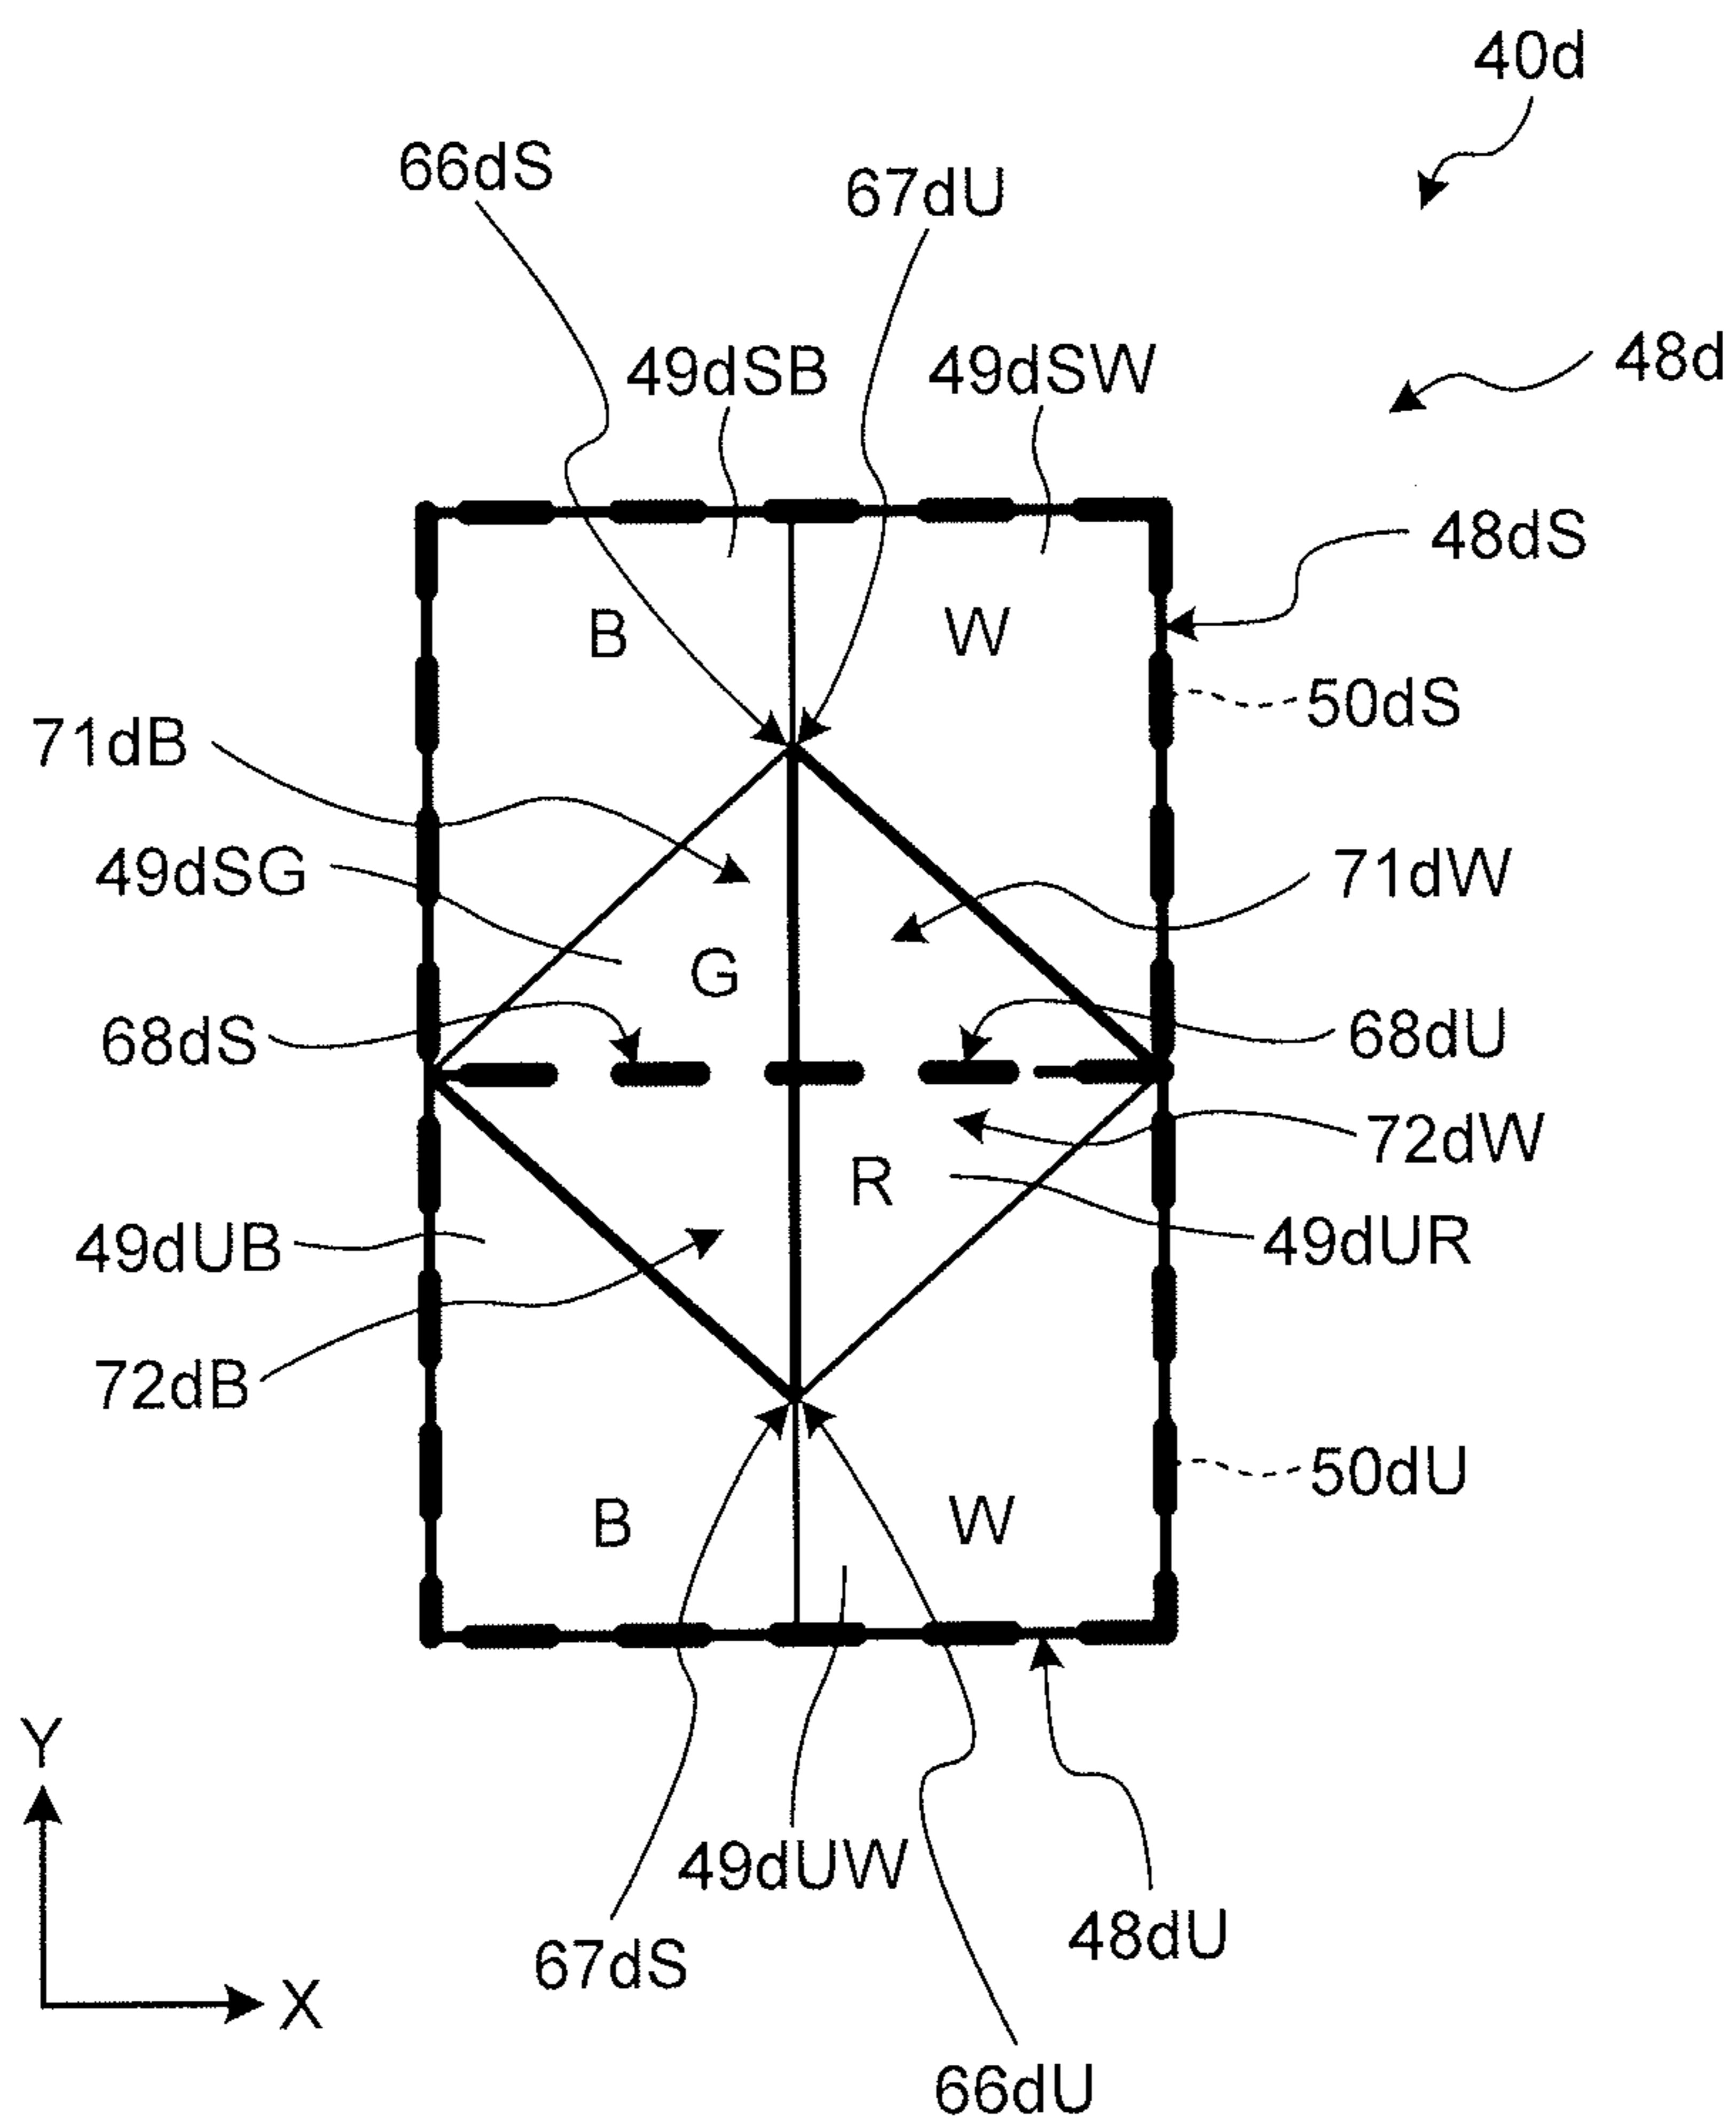 40d
66dS
67dU
48d
49dSB
49dSW
48dS
B
W
50dS
71dB
71dW
49dSG
G
68dS
68dU
72dW
R
49dUB
49dUR
72dB
50dU
B
W
Y
49dUW
48dU
67dS
X
66dU